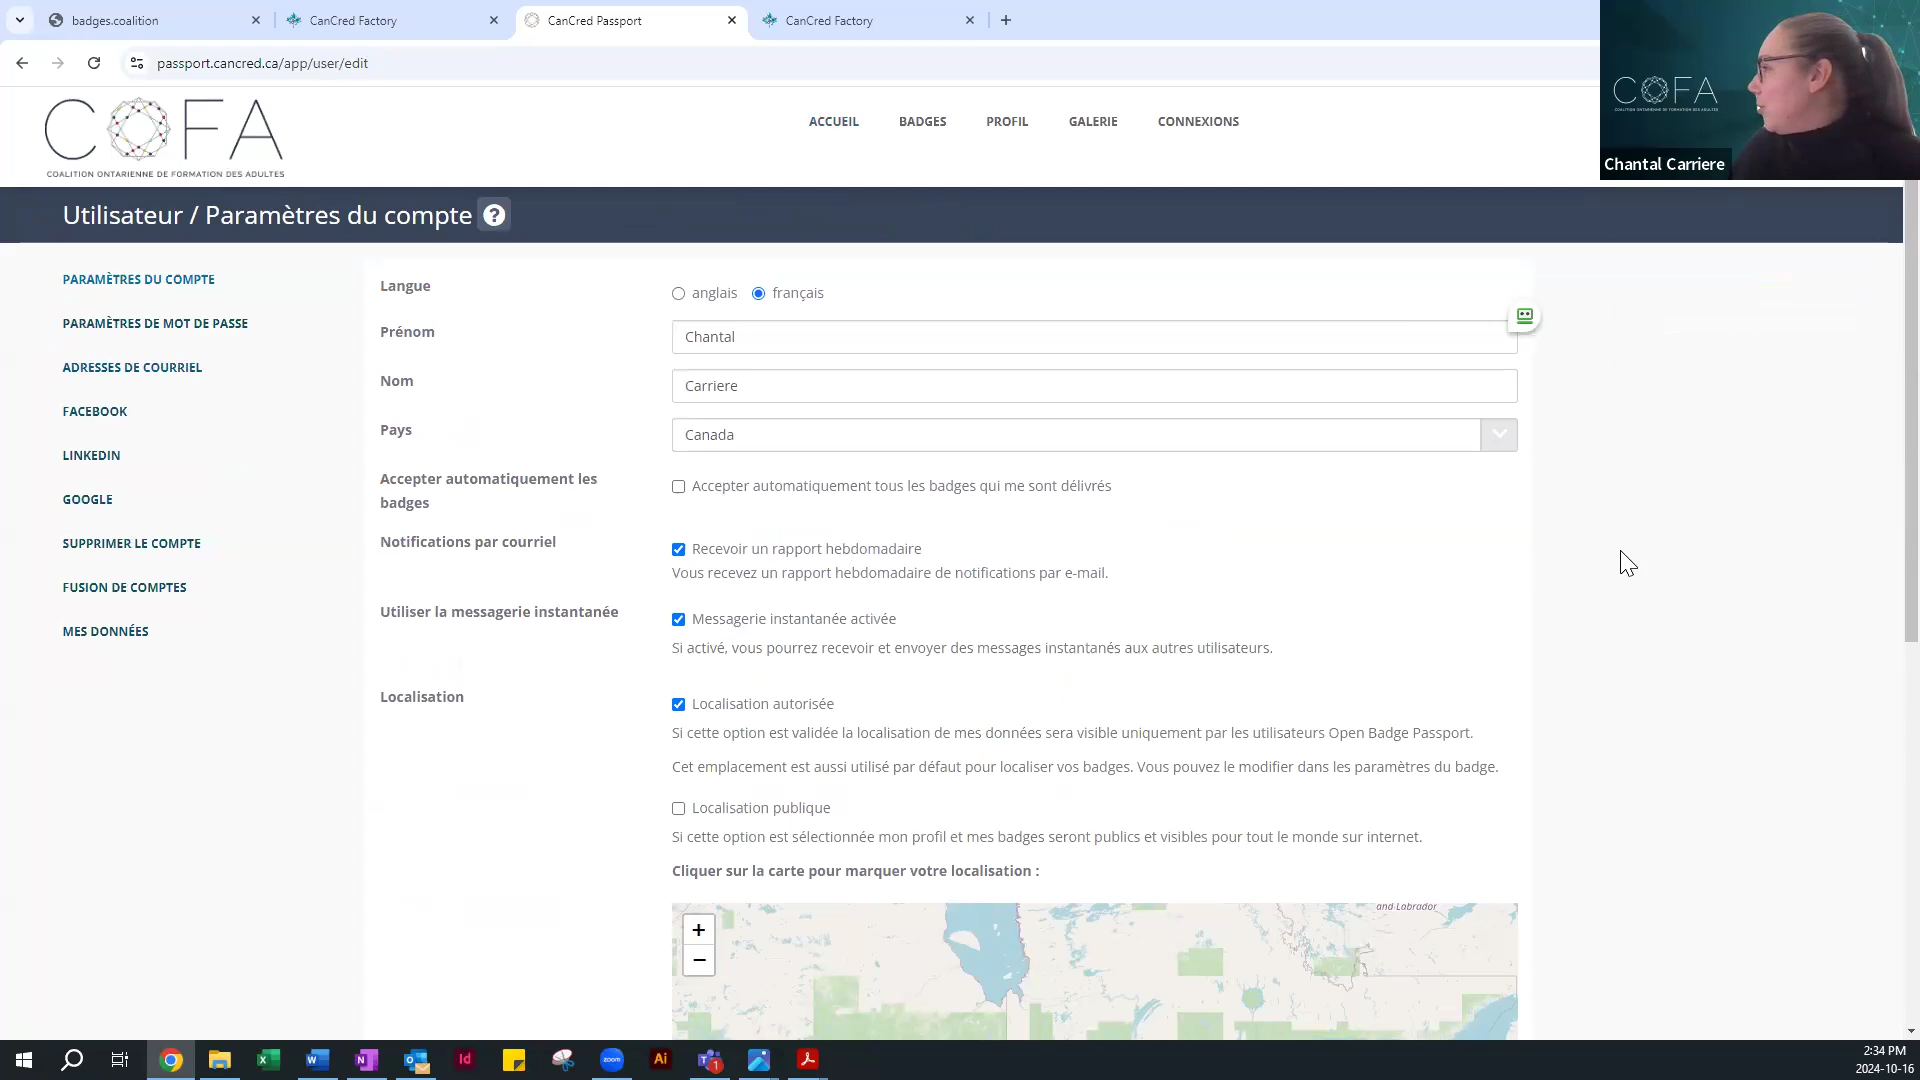 badges.coalition
CanCred Factory
CanCred Passport
CanCred Factory
passport.cancred.ca/app/user/edit
COFA
COALITION ONTARIENNE DE FORMATION DES ADULTES
ACCUEIL
BADGES
PROFIL
GALERIE
CONNEXIONS
COFA
COALITION ONTARIENNE DE FORMATION DES ADULTES
Chantal Carriere
Utilisateur / Paramètres du compte ?
PARAMÈTRES DU COMPTE
PARAMÈTRES DE MOT DE PASSE
ADRESSES DE COURRIEL
FACEBOOK
LINKEDIN
GOOGLE
SUPPRIMER LE COMPTE
FUSION DE COMPTES
MES DONNÉES
Langue
anglais français
Prénom
Chantal
Nom
Carriere
Pays
Canada
Accepter automatiquement les
badges
Accepter automatiquement tous les badges qui me sont délivrés
Notifications par courriel
Recevoir un rapport hebdomadaire
Vous recevez un rapport hebdomadaire de notifications par e-mail.
Utiliser la messagerie instantanée
Messagerie instantanée activée
Si activé, vous pourrez recevoir et envoyer des messages instantanés aux autres utilisateurs.
Localisation
Localisation autorisée
Si cette option est validée la localisation de mes données sera visible uniquement par les utilisateurs Open Badge Passport.
Cet emplacement est aussi utilisé par défaut pour localiser vos badges. Vous pouvez le modifier dans les paramètres du badge.
Localisation publique
Si cette option est sélectionnée mon profil et mes badges seront publics et visibles pour tout le monde sur internet.
Cliquer sur la carte pour marquer votre localisation :
and Labrador
+
−
Id
zoom
Ai
1
2:34 PM
2024-10-16